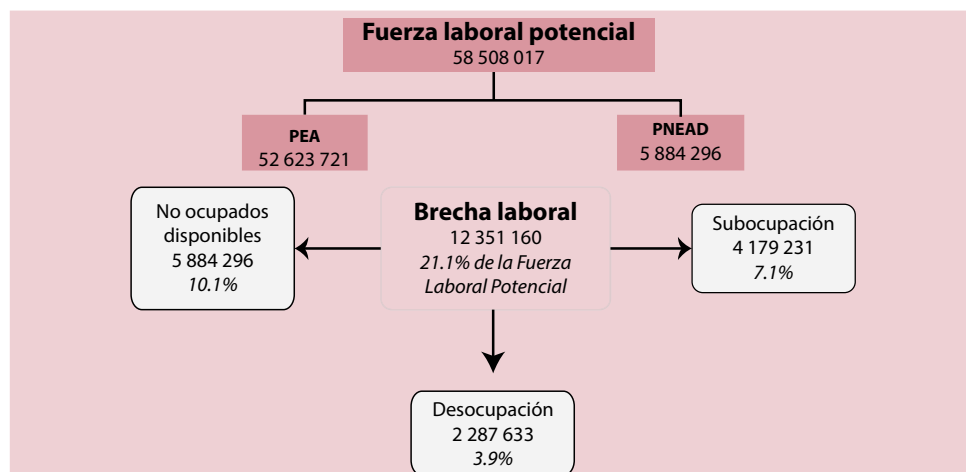 Fuerza laboral potencial
58 508 017
PEA
52 623 721
PNEAD
5 884 296
No ocupados
disponibles
5 884 296
10.1%
Brecha laboral
12 351 160
21.1% de la Fuerza
Laboral Potencial
Subocupación
4 179 231
7.1%
Desocupación
2 287 633
3.9%